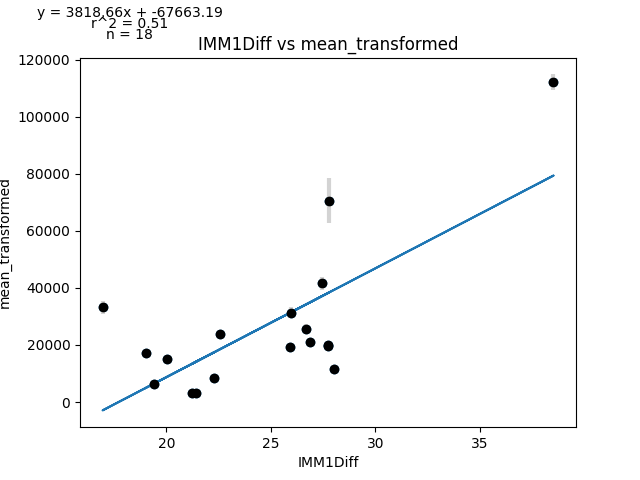 y = 3818.66x + -67663.19
r^2 = 0.51
n = 18
IMM1Diff vs mean_transformed
120000
100000
80000
60000
40000
20000
0
mean_transformed
20
25
30
35
IMM1Diff